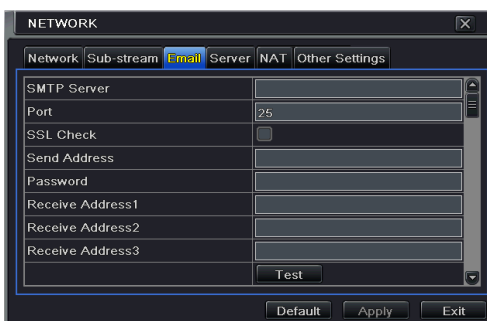 NETWORK
Network Sub-stream Email Server NAT Other Settings
SMTP Server
Port 25
SSL Check
Send Address
Password
Receive Address1
Receive Address2
Receive Address3
Test
Default Apply Exit